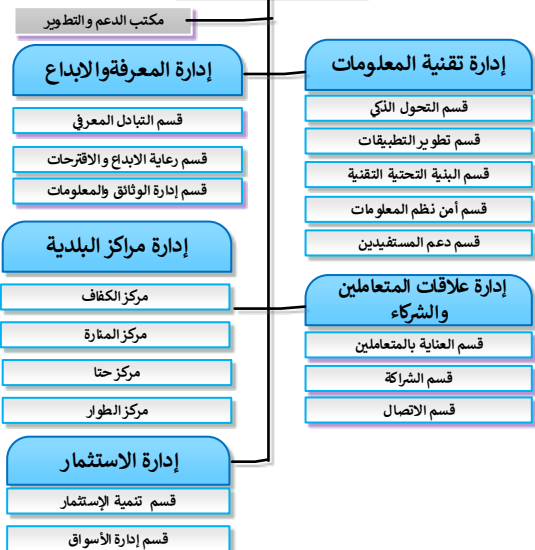 مكتب الدعم والتطوير
إدارة تقنية المعلومات
قسم التحول الذكي
قسم تطوير التطبيقات
قسم البنية التحتية التقنية
قسم أمن نظم المعلومات
قسم دعم المستفيدين
إدارة المعرفة والابداع
قسم التبادل المعرفي
قسم رعاية الابداع والاقترحات
قسم إدارة الوثائق والمعلومات
إدارة علاقات المتعاملين
والشركاء
قسم العناية بالمتعاملين
قسم الشراكة
قسم الاتصال
إدارة مراكز البلدية
مركز الكفاف
مركز المنارة
مركز حتا
مركز الطوار
إدارة الاستثمار
قسم تنمية الإستثمار
قسم إدارة الأسواق